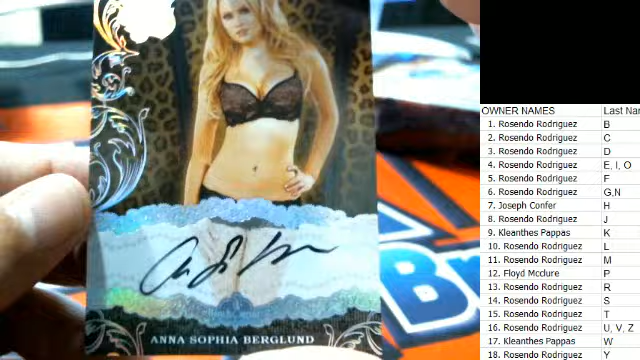 OWNER NAMES Last Nar
1. Rosendo Rodriguez B
2. Rosendo Rodriguez C
3. Rosendo Rodriguez D
4. Rosendo Rodriguez E, I, O
5. Rosendo Rodriguez F
6. Rosendo Rodriguez G,N
7. Joseph Confer H
8. Rosendo Rodriguez J
9. Kleanthes Pappas K
10. Rosendo Rodriguez L
11. Rosendo Rodriguez M
12. Floyd Mcclure P
13. Rosendo Rodriguez R
14. Rosendo Rodriguez S
15. Rosendo Rodriguez T
16. Rosendo Rodriguez U, V, Z
17. Kleanthes Pappas W
18. Rosendo Rodriguez Y
ANNA SOPHIA BERGLUND